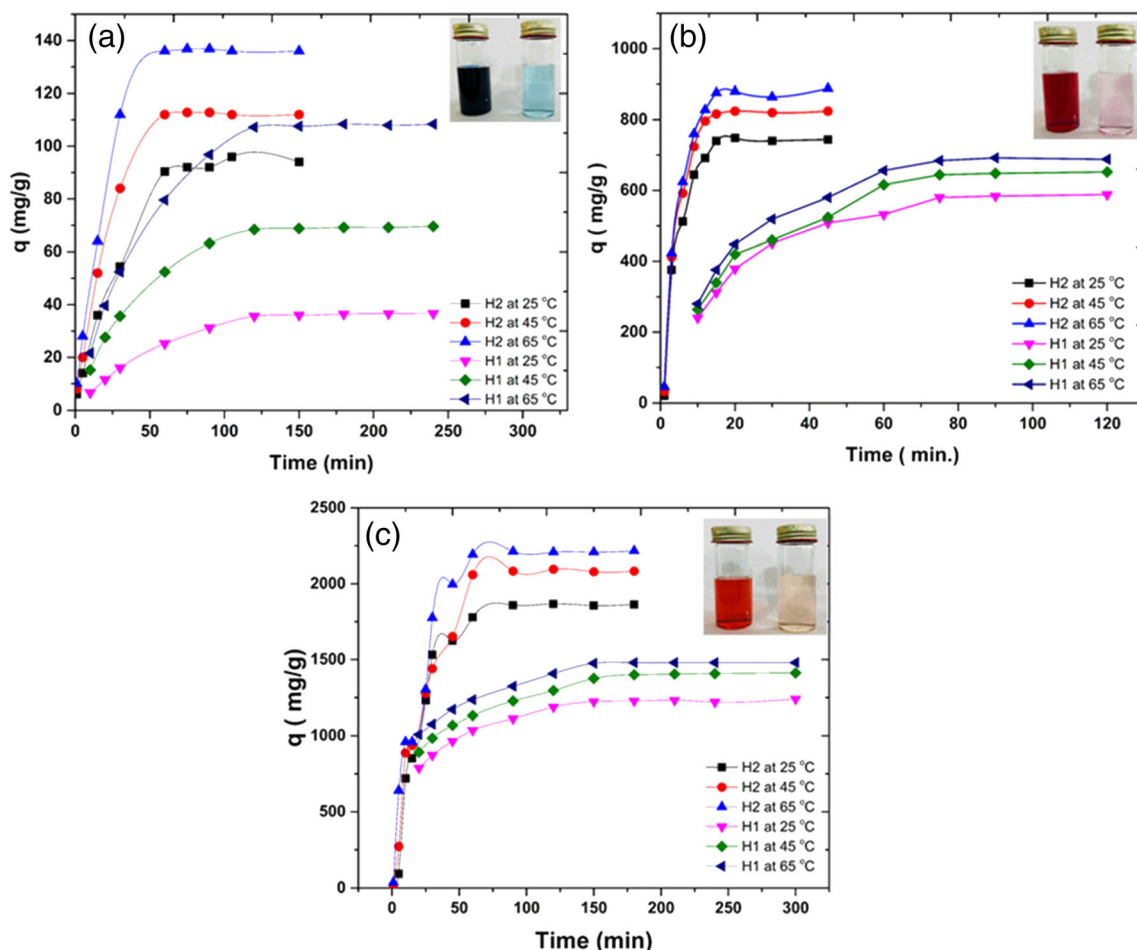 (a)
q (mg/g)
140
120
100
80
60
40
20
0
0 50 100 150 200 250 300
Time (min)
H2 at 25 °C
H2 at 45 °C
H2 at 65 °C
H1 at 25 °C
H1 at 45 °C
H1 at 65 °C
(b)
q ( mg/g)
1000
800
600
400
200
0
0 20 40 60 80 100 120
Time ( min.)
H2 at 25 °C
H2 at 45 °C
H2 at 65 °C
H1 at 25 °C
H1 at 45 °C
H1 at 65 °C
(c)
q ( mg/g)
2500
2000
1500
1000
500
0
0 50 100 150 200 250 300
Time (min)
H2 at 25 °C
H2 at 45 °C
H2 at 65 °C
H1 at 25 °C
H1 at 45 °C
H1 at 65 °C